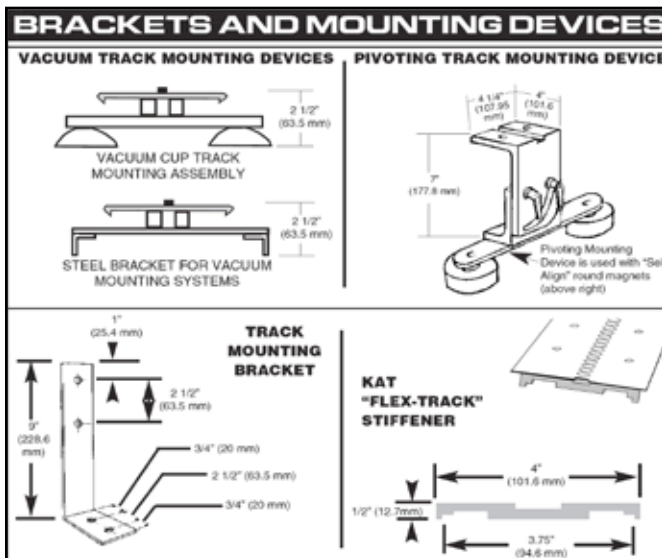 BRACKETS AND MOUNTING DEVICES
VACUUM TRACK MOUNTING DEVICES
2 1/2"
(63.5 mm)
VACUUM CUP TRACK
MOUNTING ASSEMBLY
2 1/2"
(63.5 mm)
STEEL BRACKET FOR VACUUM
MOUNTING SYSTEMS
PIVOTING TRACK MOUNTING DEVICE
4 1/4"
(107.95
mm)
4"
(101.6
mm)
7"
(177.8 mm)
Pivoting Mounting
Device is used with "Sel
Align" round magnets
(above right)
1"
(25.4 mm)
TRACK
MOUNTING
BRACKET
2 1/2"
(63.5 mm)
9"
(228.6
mm)
3/4" (20 mm)
2 1/2" (63.5 mm)
3/4" (20 mm)
KAT
"FLEX-TRACK"
STIFFENER
4"
(101.6 mm)
1/2" (12.7mm)
3.75"
(94.6 mm)